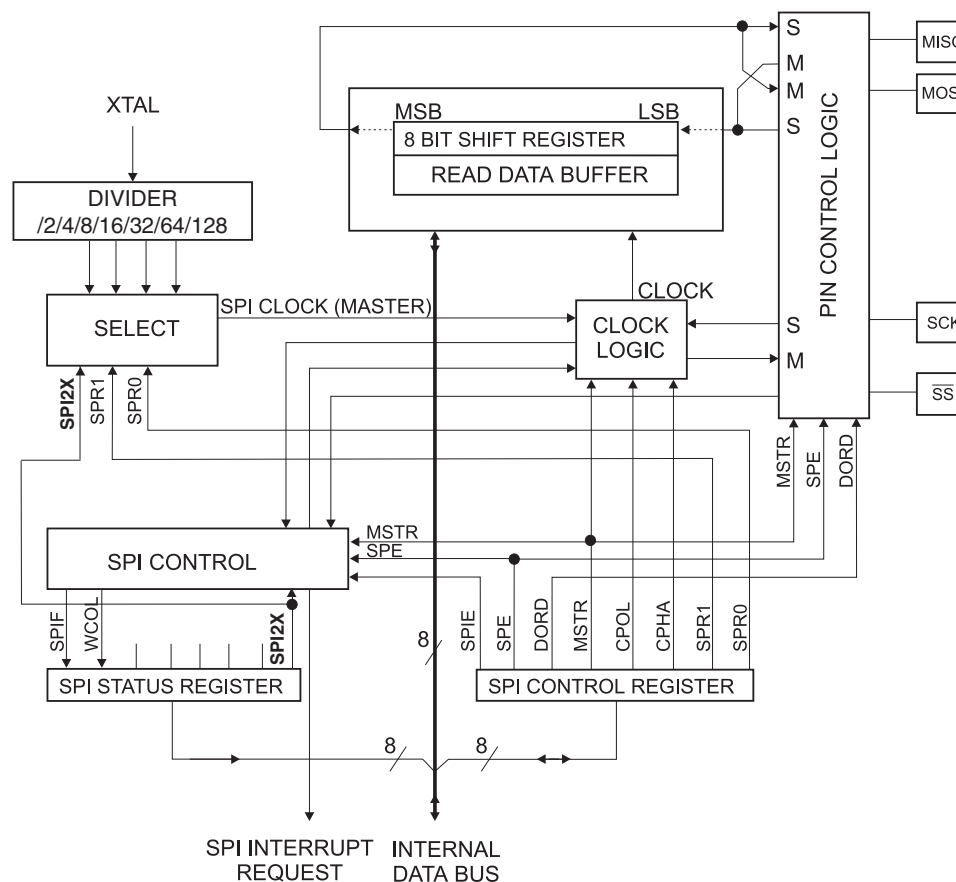 S
MISO
M
MOSI
M
XTAL
MSB
LSB
S
8 BIT SHIFT REGISTER
READ DATA BUFFER
PIN CONTROL LOGIC
DIVIDER
/2/4/8/16/32/64/128
SPI CLOCK (MASTER)
CLOCK
SELECT
CLOCK
LOGIC
S
SCK
M
SS
SPI2X
SPR1
SPR0
MSTR
SPE
DORD
MSTR
SPE
SPI CONTROL
SPIF
WCOL
SPI2X
8
SPIE
SPE
DORD
MSTR
CPOL
CPHA
SPR1
SPR0
SPI STATUS REGISTER
SPI CONTROL REGISTER
8
8
SPI INTERRUPT
REQUEST
INTERNAL
DATA BUS